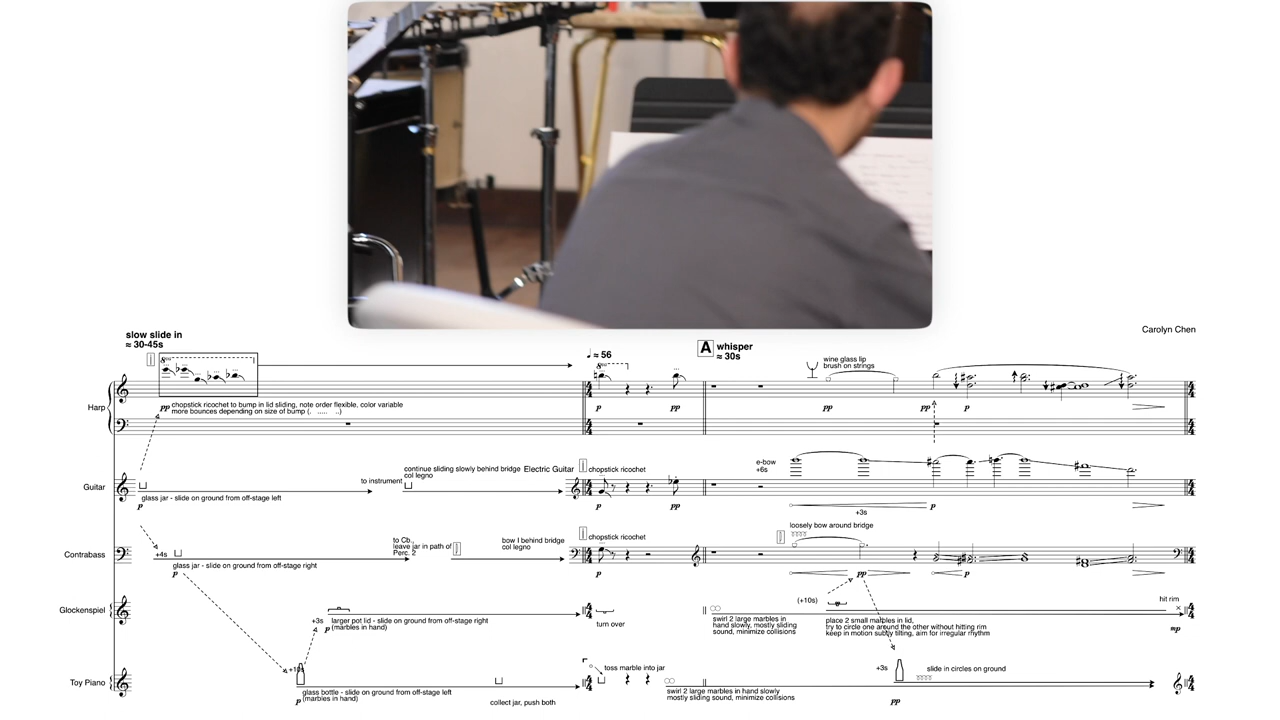 slow slide in
≈ 30-45s
Carolyn Chen
♩ ≈ 56
A whisper
≈ 30s
wine glass lip
brush on strings
Harp
pp chopstick ricochet to bump in lid sliding, note order flexible, color variable
more bounces depending on size of bump (. ..... ..)
p pp pp pp p
e-bow
+6s
continue sliding slowly behind bridge Electric Guitar chopstick ricochet
col legno
to instrument
Guitar
glass jar - slide on ground from off-stage left
p p pp p
+3s
loosely bow around bridge
to Cb.,
leave jar in path of
Perc. 2
bow I behind bridge
col legno
chopstick ricochet
Contrabass
+4s
glass jar - slide on ground from off-stage right
p p pp p
(+10s)
hit rim
Glockenspiel
+3s larger pot lid - slide on ground from off-stage right
p (marbles in hand)
turn over
swirl 2 large marbles in
hand slowly, mostly sliding
sound, minimize collisions
place 2 small marbles in lid,
try to circle one around the other without hitting rim
keep in motion subtly tilting, aim for irregular rhythm
mp
toss marble into jar
+3s slide in circles on ground
Toy Piano
glass bottle - slide on ground from off-stage left
p (marbles in hand)
collect jar, push both
swirl 2 large marbles in hand slowly
mostly sliding sound, minimize collisions
pp